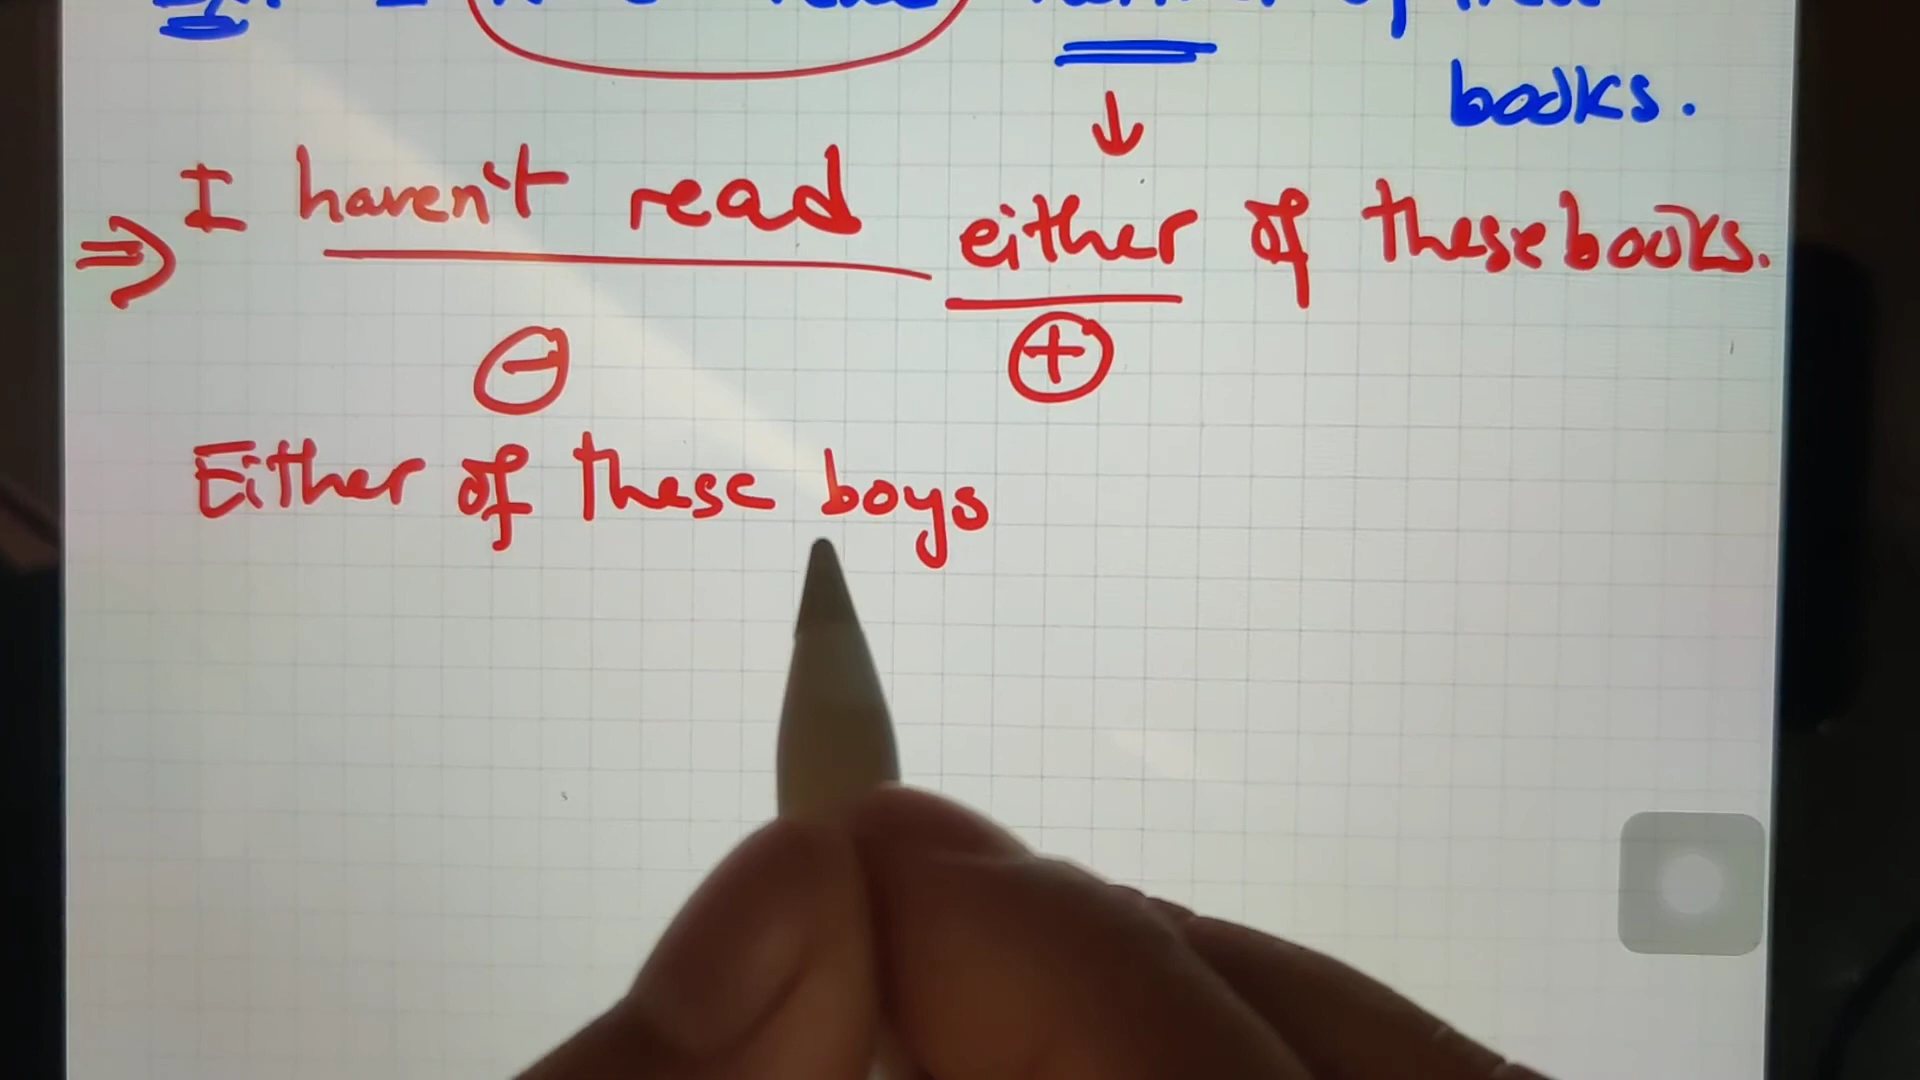 books.
I haven't read either of these books.
Either of these boys